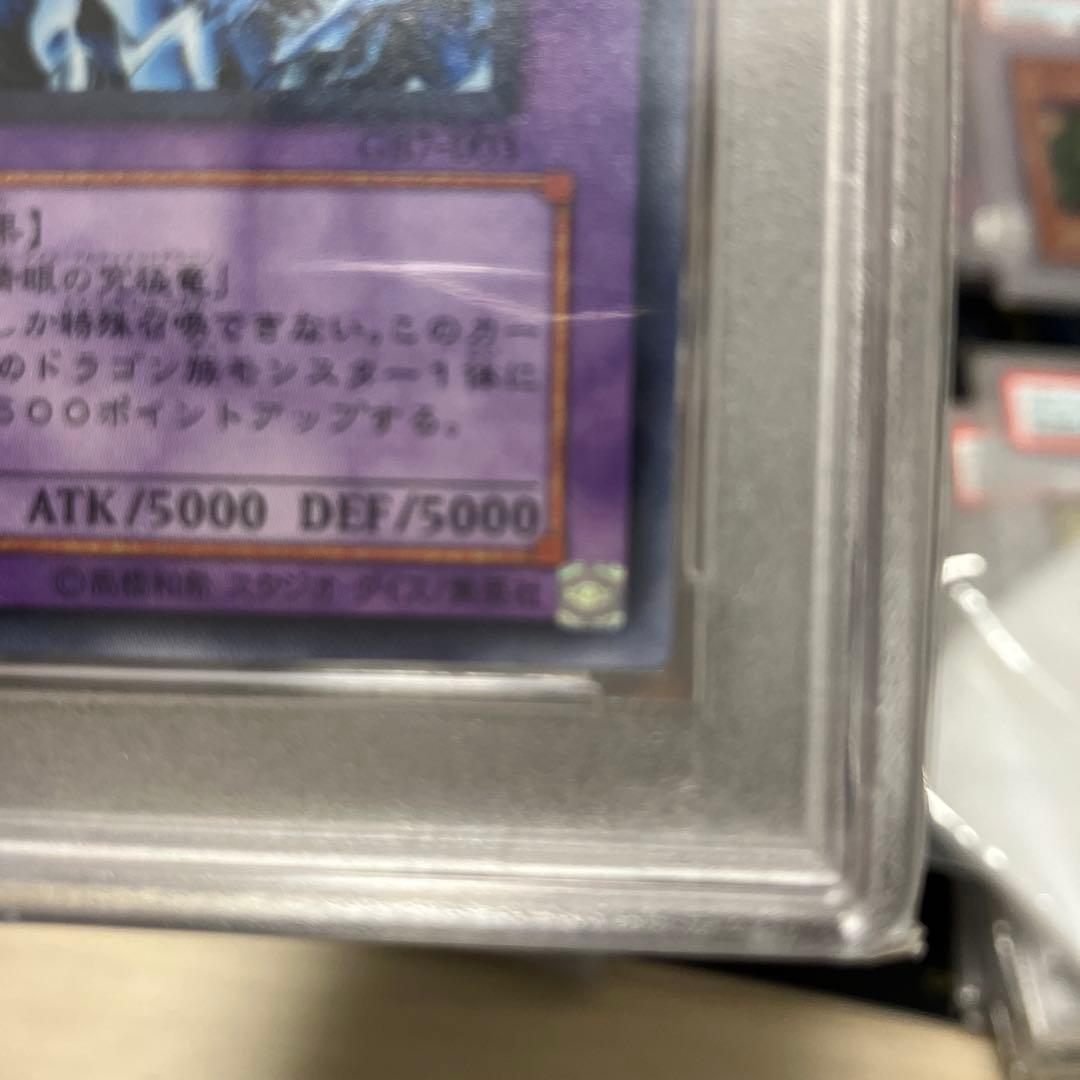 果】
眼の究極竜」
しか特殊召喚できない。このカー
のドラゴン族モンスター１体に
５００ポイントアップする。
ATK/5000 DEF/5000
©高橋和希 スタジオ・ダイス/集英社